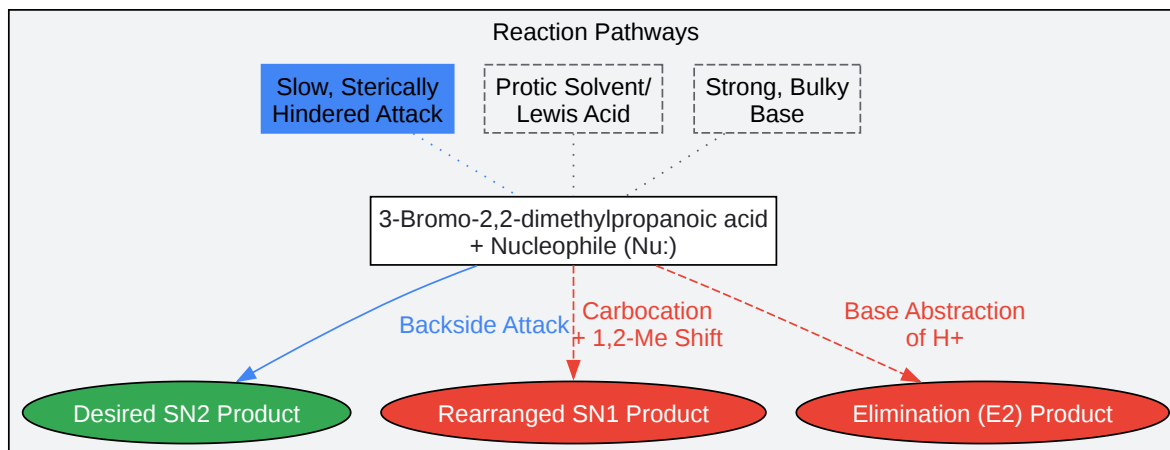 Reaction Pathways
Slow, Sterically
Hindered Attack
Protic Solvent/
Lewis Acid
Strong, Bulky
Base
3-Bromo-2,2-dimethylpropanoic acid
+ Nucleophile (Nu:)
Backside Attack
Carbocation
+ 1,2-Me Shift
Base Abstraction
of H+
Desired SN2 Product
Rearranged SN1 Product
Elimination (E2) Product